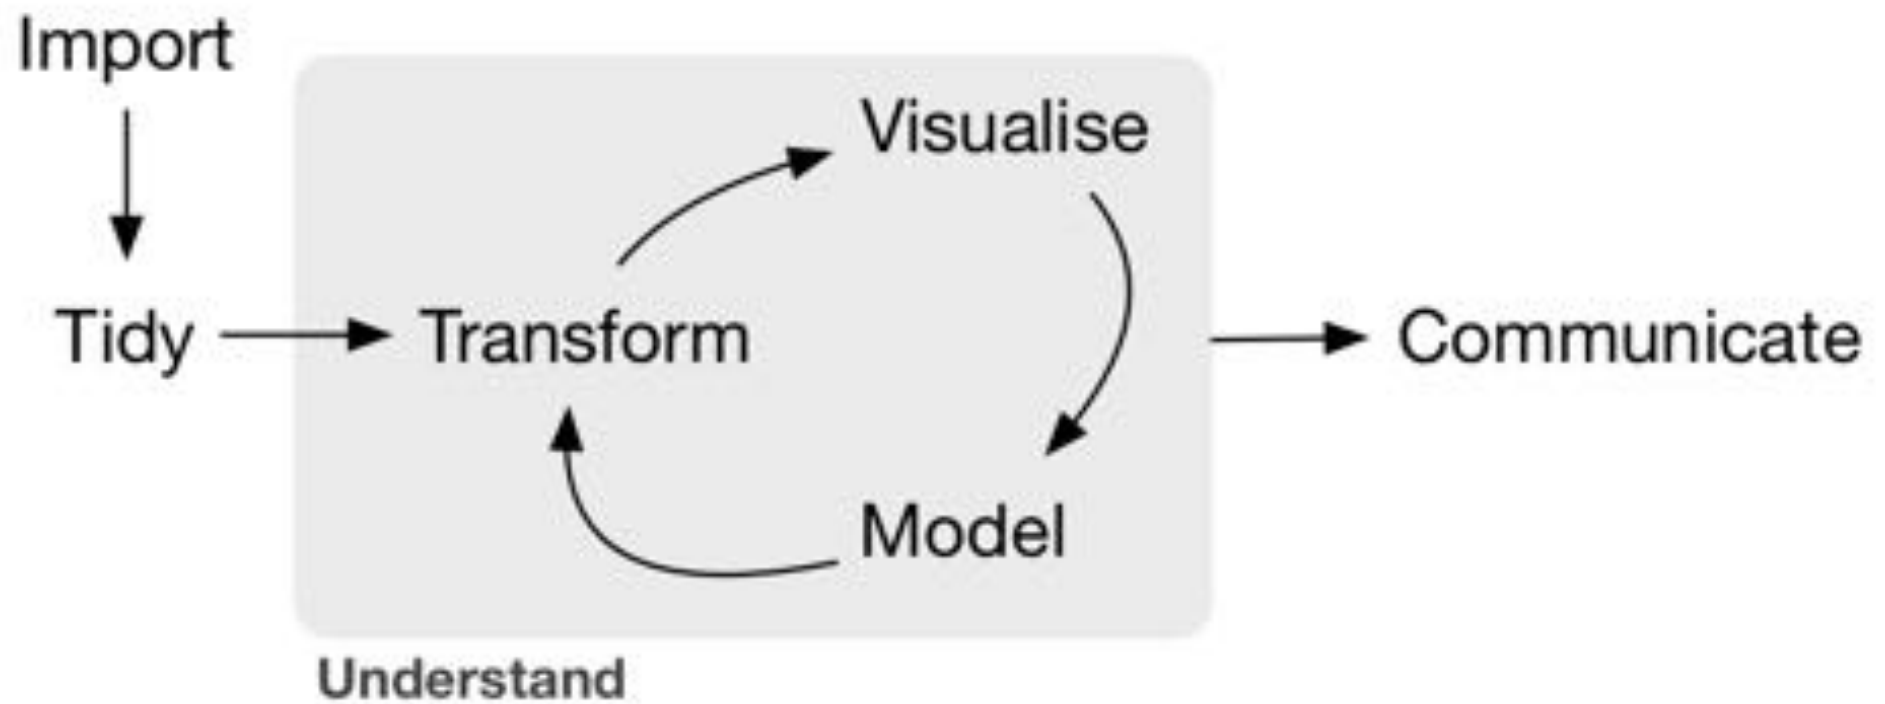 Import
Visualise
Tidy
Transform
Communicate
Model
Understand